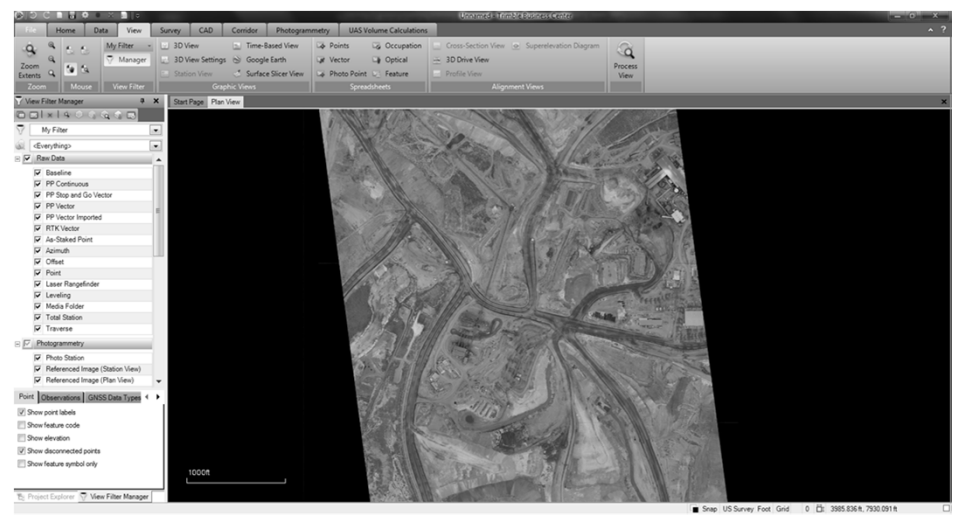 Unnamed - Trimble Business Center
File Home Data View Survey CAD Corridor Photogrammetry UAS Volume Calculations
My Filter 3D View Time-Based View Points Occupation Cross-Section View Superelevation Diagram
Manager 3D View Settings Google Earth Vector Optical 3D Drive View
Zoom Extents Station View Surface Slicer View Photo Point Feature Profile View Process View
Zoom Mouse View Filter Graphic Views Spreadsheets Alignment Views
View Filter Manager Start Page Plan View
My Filter
<Everything>
Raw Data
Baseline
PP Continuous
PP Stop and Go Vector
PP Vector
PP Vector Imported
RTK Vector
As-Staked Point
Azimuth
Offset
Point
Laser Rangefinder
Leveling
Media Folder
Total Station
Traverse
Photogrammetry
Photo Station
Referenced Image (Station View)
Referenced Image (Plan View)
Point Observations GNSS Data Types
Show point labels
Show feature code
Show elevation
Show disconnected points
Show feature symbol only
1000ft
Project Explorer View Filter Manager
Snap US Survey Foot Grid 0 3985.836 ft, 7930.091 ft